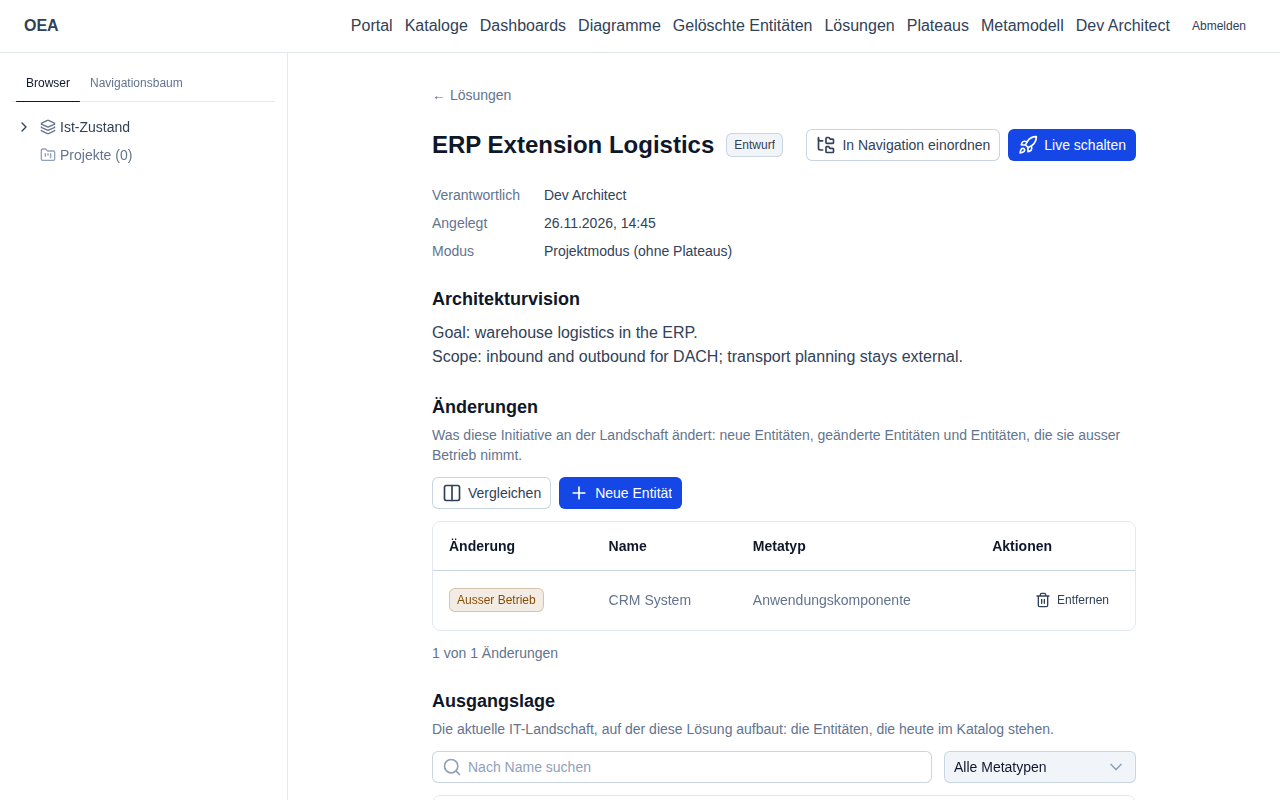 OEA
Portal Kataloge Dashboards Diagramme Gelöschte Entitäten Lösungen Plateaus Metamodell Dev Architect Abmelden
Browser Navigationsbaum
Ist-Zustand
Projekte (0)
← Lösungen
ERP Extension Logistics Entwurf In Navigation einordnen Live schalten
Verantwortlich Dev Architect
Angelegt 26.11.2026, 14:45
Modus Projektmodus (ohne Plateaus)
Architekturvision
Goal: warehouse logistics in the ERP.
Scope: inbound and outbound for DACH; transport planning stays external.
Änderungen
Was diese Initiative an der Landschaft ändert: neue Entitäten, geänderte Entitäten und Entitäten, die sie ausser
Betrieb nimmt.
Vergleichen Neue Entität
Änderung Name Metatyp Aktionen
Ausser Betrieb CRM System Anwendungskomponente Entfernen
1 von 1 Änderungen
Ausgangslage
Die aktuelle IT-Landschaft, auf der diese Lösung aufbaut: die Entitäten, die heute im Katalog stehen.
Nach Name suchen Alle Metatypen